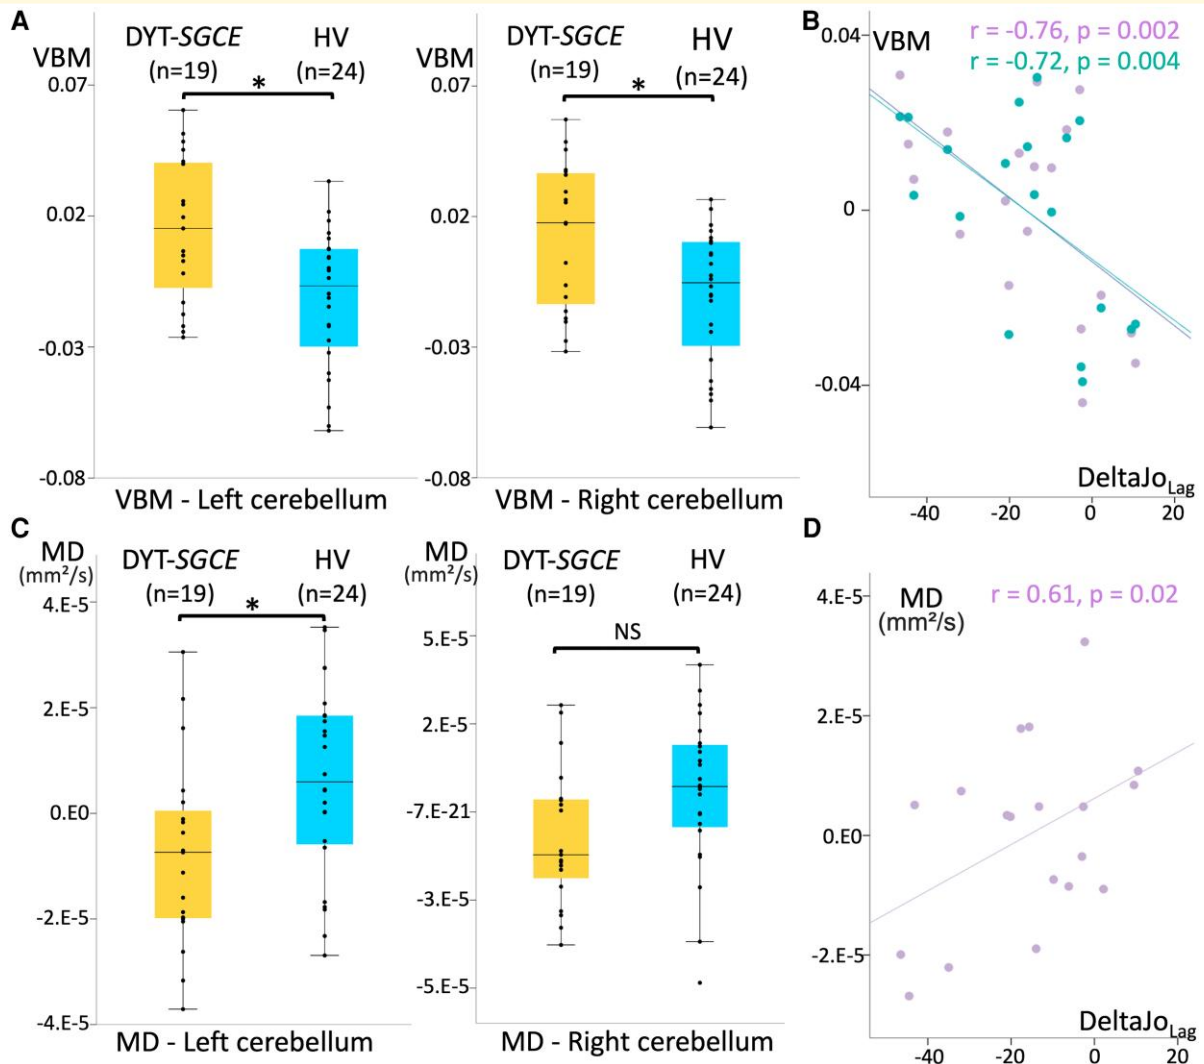 A
VBM
DYT-SGCE
(n=19)
HV
(n=24)
*
0.07
0.02
-0.03
-0.08
VBM - Left cerebellum
DYT-SGCE
(n=19)
HV
(n=24)
*
0.07
0.02
-0.03
-0.08
VBM - Right cerebellum
B
VBM
r = -0.76, p = 0.002
r = -0.72, p = 0.004
0.04
0
-0.04
DeltaJoLag
-40 -20 0 20
C
MD
(mm²/s)
DYT-SGCE
(n=19)
HV
(n=24)
*
4.E-5
2.E-5
0.E0
-2.E-5
-4.E-5
MD - Left cerebellum
MD
(mm²/s)
DYT-SGCE
(n=19)
HV
(n=24)
NS
5.E-5
2.E-5
-7.E-21
-3.E-5
-5.E-5
MD - Right cerebellum
D
MD
(mm²/s)
r = 0.61, p = 0.02
4.E-5
2.E-5
0.E0
-2.E-5
DeltaJoLag
-40 -20 0 20